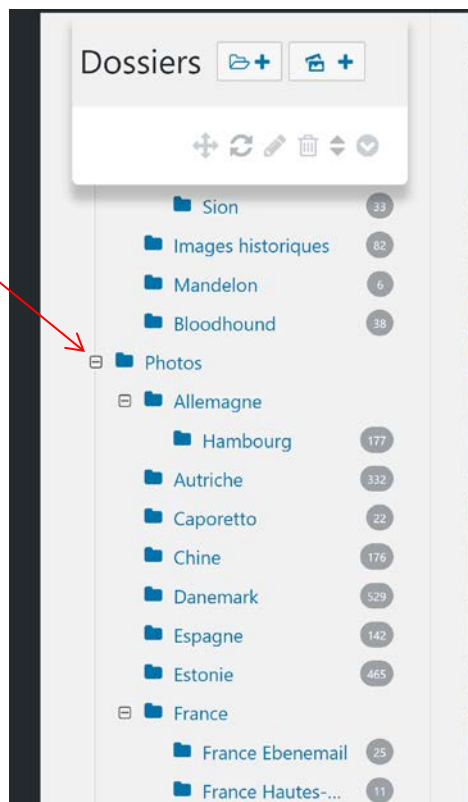 Dossiers
Sion 33
Images historiques 82
Mandelon 6
Bloodhound 38
Photos
Allemagne
Hambourg 177
Autriche 332
Caporetto 22
Chine 176
Danemark 529
Espagne 142
Estonie 465
France
France Ebenemail 25
France Hautes-... 11